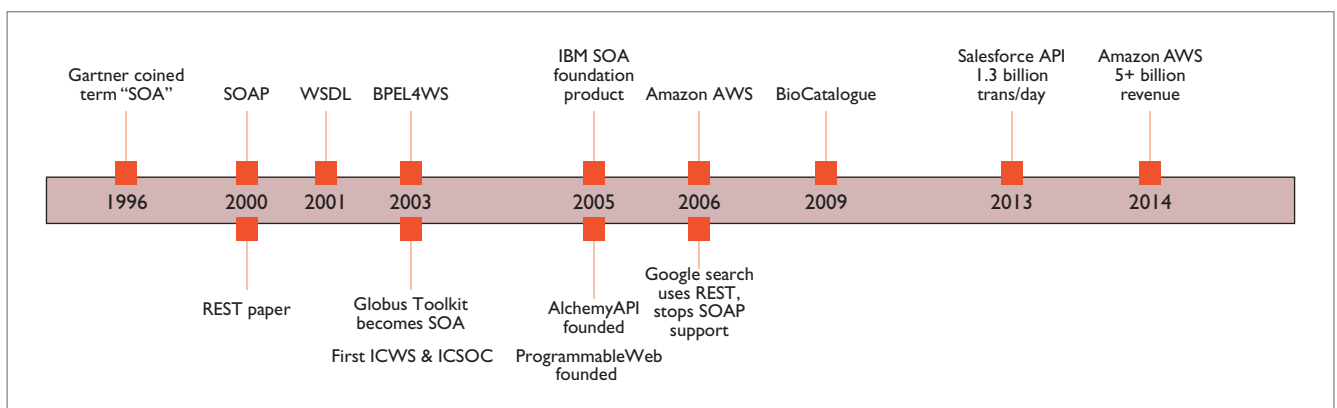 Gartner coined
term “SOA”
SOAP
WSDL
BPEL4WS
IBM SOA
foundation
product
Amazon AWS
BioCatalogue
Salesforce API
1.3 billion
trans/day
Amazon AWS
5+ billion
revenue
1996
2000
2001
2003
2005
2006
2009
2013
2014
REST paper
Globus Toolkit
becomes SOA
First ICWS & ICSOC
AlchemyAPI
founded
ProgrammableWeb
founded
Google search
uses REST,
stops SOAP
support